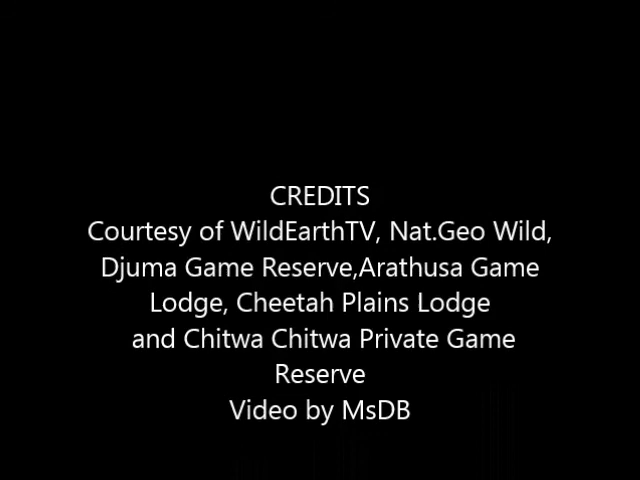 CREDITS
Courtesy of WildEarthTV, Nat.Geo Wild,
Djuma Game Reserve,Arathusa Game
Lodge, Cheetah Plains Lodge
and Chitwa Chitwa Private Game
Reserve
Video by MsDB